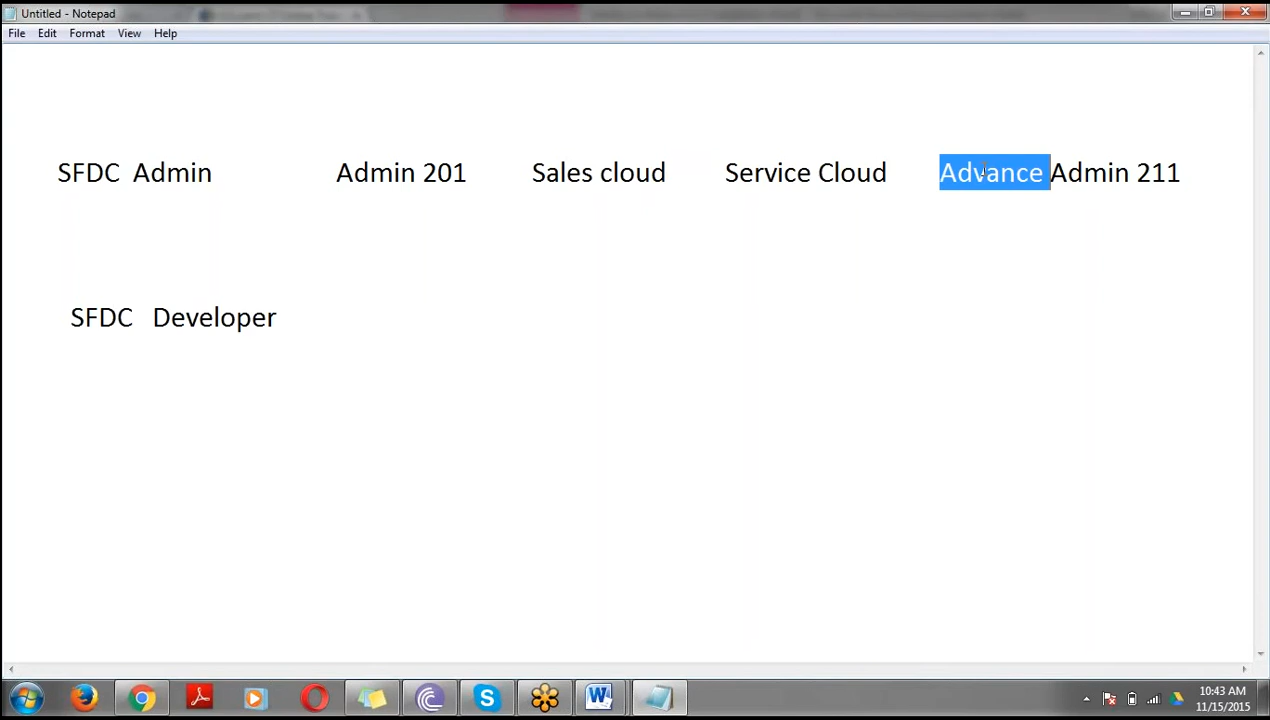 Untitled - Notepad
File Edit Format View Help
SFDC Admin Admin 201 Sales cloud Service Cloud Advance Admin 211
SFDC Developer
10:43 AM
11/15/2015